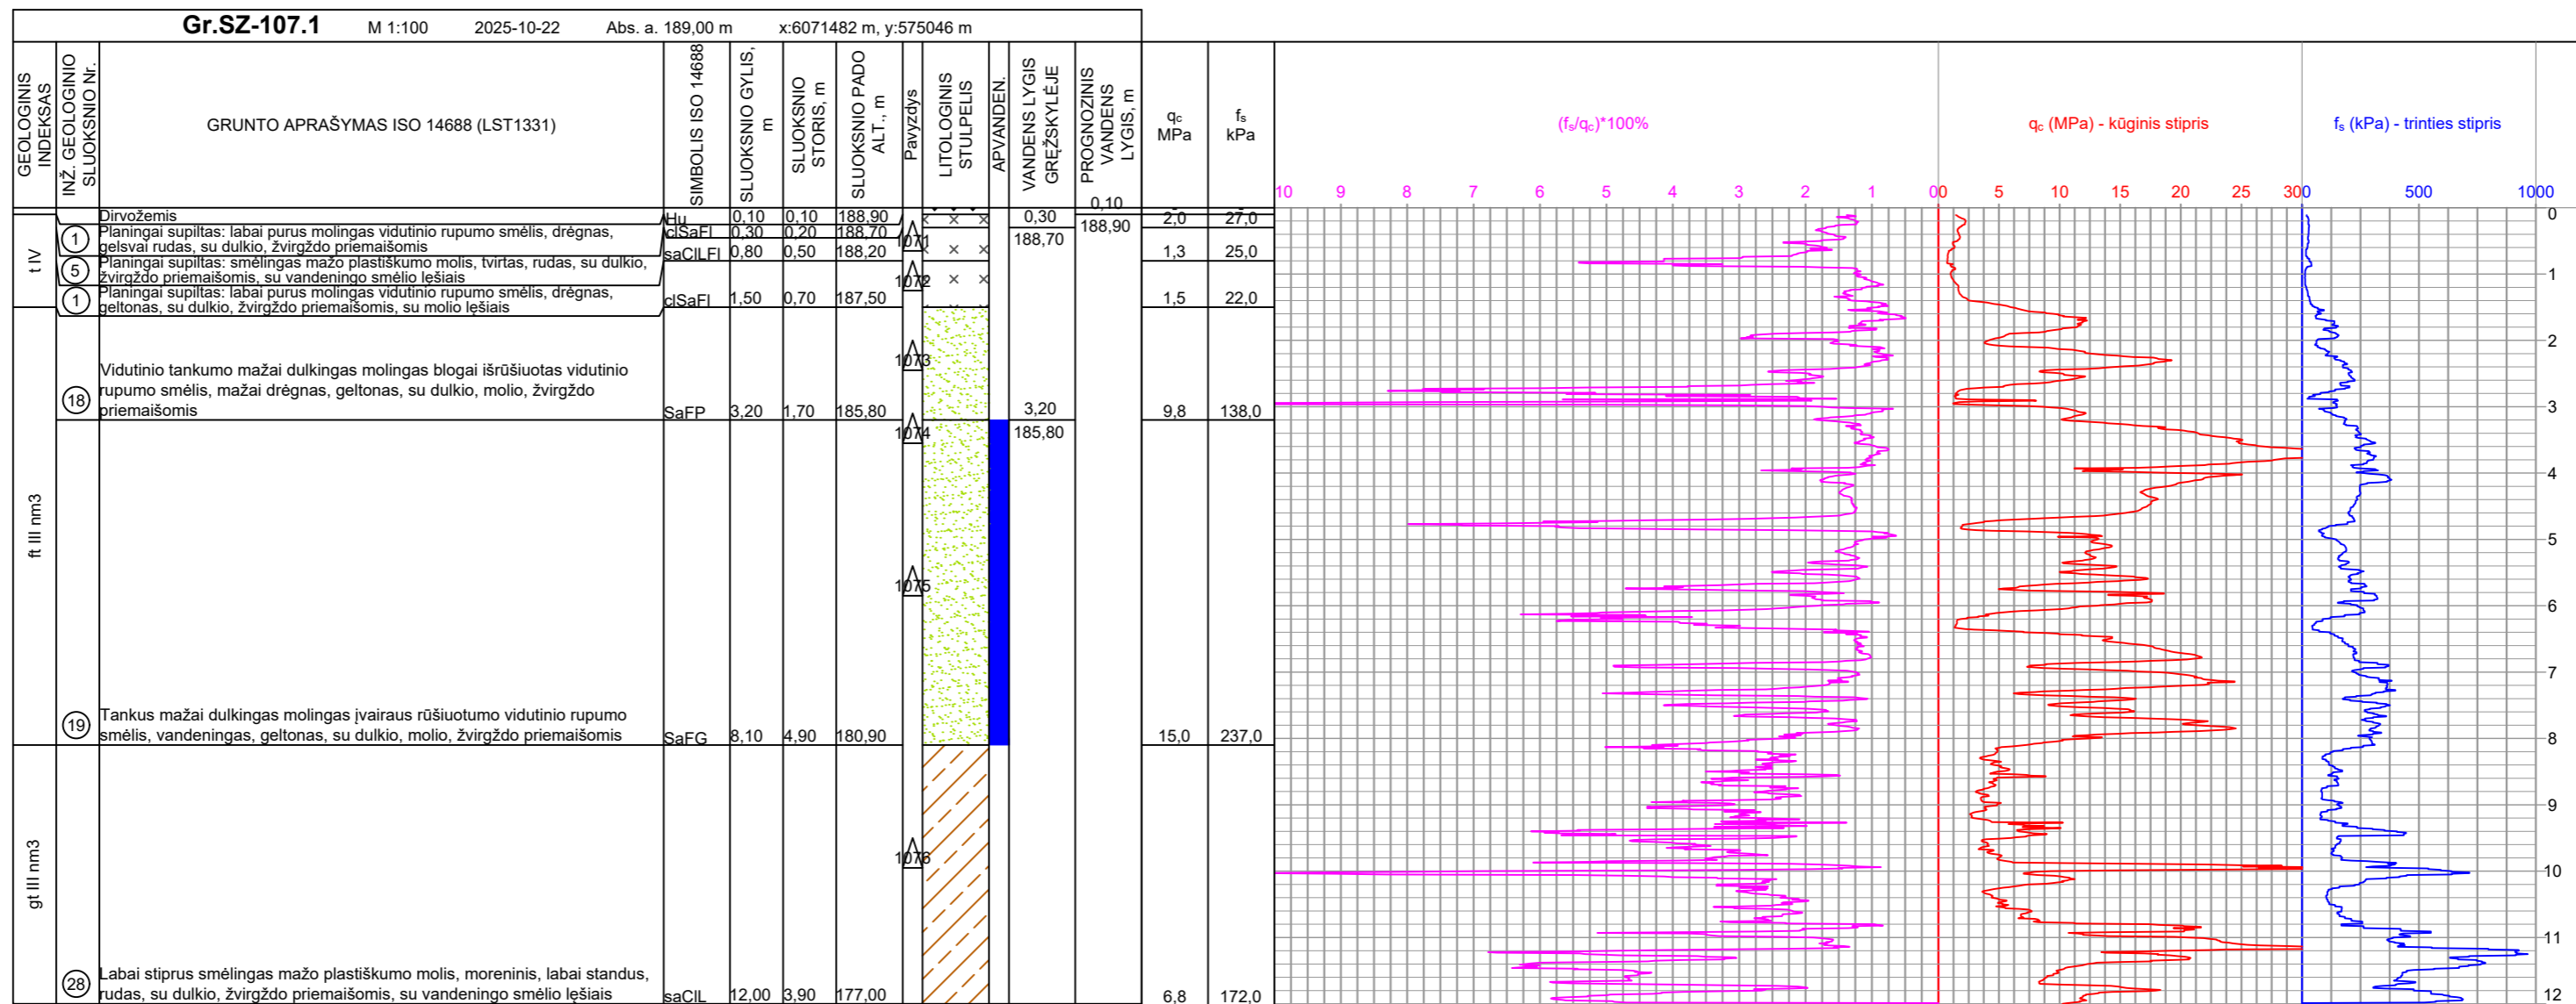 Gr.SZ-107.1 M 1:100 2025-10-22 Abs. a. 189,00 m x:6071482 m, y:575046 m
GEOLOGINIS
INDEKSAS
INŽ. GEOLOGINIO
SLUOKSNIO Nr.
GRUNTO APRAŠYMAS ISO 14688 (LST1331)
SIMBOLIS ISO 14688
SLUOKSNIO GYLIS,
m
SLUOKSNIO
STORIS, m
SLUOKSNIO PADO
ALT., m
Pavyzdys
LITOLOGINIS
STULPELIS
APVANDEN.
VANDENS LYGIS
GRĘŽSKYLĖJE
PROGNOZINIS
VANDENS
LYGIS, m
qc
MPa
fs
kPa
(fs/qc)*100%
qc (MPa) - kūginis stipris
fs (kPa) - trinties stipris
10 9 8 7 6 5 4 3 2 1 0
0 5 10 15 20 25 30
0 500 1000
t IV
Dirvožemis Hu 0,10 0,10 188,90
0,10
188,90
1
Planingai supiltas: labai purus molingas vidutinio rupumo smėlis, drėgnas,
gelsvai rudas, su dulkio, žvirgždo priemaišomis
clSaFl 0,30 0,20 188,70 2,0 27,0
0,30
188,70
1071
5
Planingai supiltas: smėlingas mažo plastiškumo molis, tvirtas, rudas, su dulkio,
žvirgždo priemaišomis, su vandeningo smėlio lęšiais
saClLFl 0,80 0,50 188,20 1,3 25,0
1072
1
Planingai supiltas: labai purus molingas vidutinio rupumo smėlis, drėgnas,
geltonas, su dulkio, žvirgždo priemaišomis, su molio lęšiais
clSaFl 1,50 0,70 187,50 1,5 22,0
ft III nm3
1073
18
Vidutinio tankumo mažai dulkingas molingas blogai išrūšiuotas vidutinio
rupumo smėlis, mažai drėgnas, geltonas, su dulkio, molio, žvirgždo
priemaišomis
SaFP 3,20 1,70 185,80 9,8 138,0
3,20
185,80
1074
1075
19
Tankus mažai dulkingas molingas įvairaus rūšiuotumo vidutinio rupumo
smėlis, vandeningas, geltonas, su dulkio, molio, žvirgždo priemaišomis
SaFG 8,10 4,90 180,90 15,0 237,0
gt III nm3
1076
28
Labai stiprus smėlingas mažo plastiškumo molis, moreninis, labai standus,
rudas, su dulkio, žvirgždo priemaišomis, su vandeningo smėlio lęšiais
saClL 12,00 3,90 177,00 6,8 172,0
0
1
2
3
4
5
6
7
8
9
10
11
12